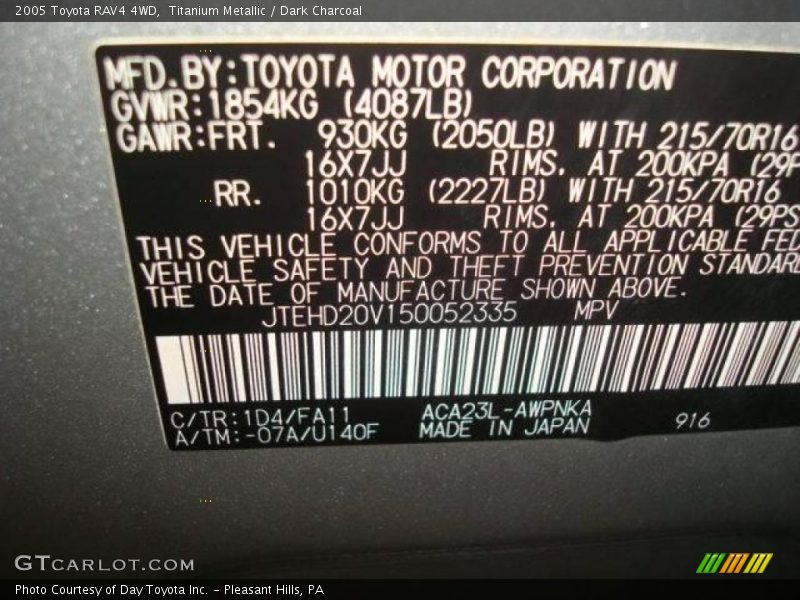 2005 Toyota RAV4 4WD,  Titanium Metallic / Dark Charcoal
MFD.BY:TOYOTA MOTOR CORPORATION
GVWR:1854KG (4087LB)
GAWR:FRT. 930KG (2050LB) WITH 215/70R16
16X7JJ RIMS. AT 200KPA (29P
RR. 1010KG (2227LB) WITH 215/70R16
16X7JJ RIMS. AT 200KPA (29PS
THIS VEHICLE CONFORMS TO ALL APPLICABLE FED
VEHICLE SAFETY AND THEFT PREVENTION STANDARD
THE DATE OF MANUFACTURE SHOWN ABOVE.
JTEHD20V150052335 MPV
C/TR:1D4/FA11 ACA23L-AWPNKA 916
A/TM:-07A/U140F MADE IN JAPAN
GTCARLOT.COM
Photo Courtesy of Day Toyota Inc. - Pleasant Hills, PA